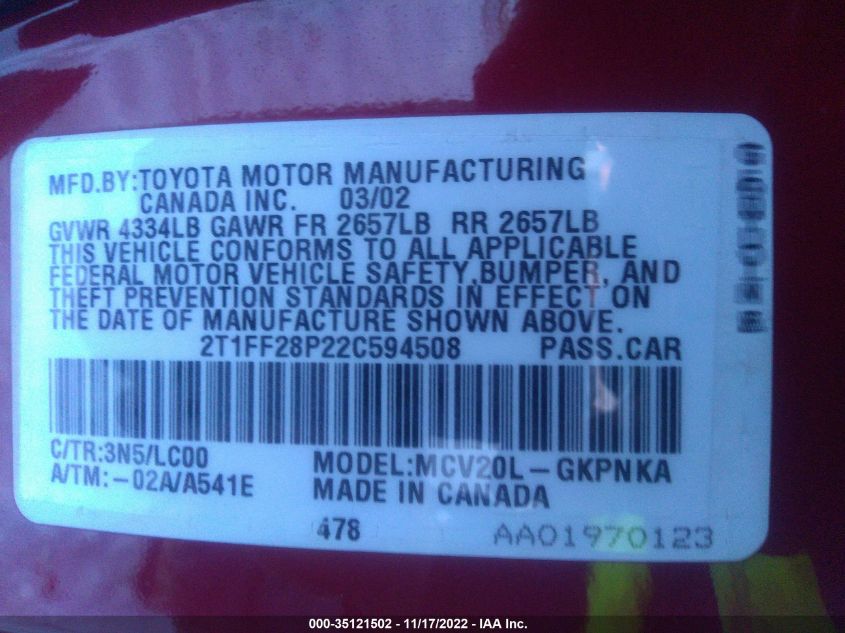 MFD.BY:TOYOTA MOTOR MANUFACTURING
CANADA INC. 03/02
GVWR 4334LB GAWR FR 2657LB RR 2657LB
THIS VEHICLE CONFORMS TO ALL APPLICABLE
FEDERAL MOTOR VEHICLE SAFETY,BUMPER, AND
THEFT PREVENTION STANDARDS IN EFFECT ON
THE DATE OF MANUFACTURE SHOWN ABOVE.
2T1FF28P22C594508 PASS.CAR
C/TR:3N5/LC00
A/TM:-02A/A541E
MODEL:MCV20L-GKPNKA
MADE IN CANADA
478
AA01970123
000-35121502 - 11/17/2022 - IAA Inc.